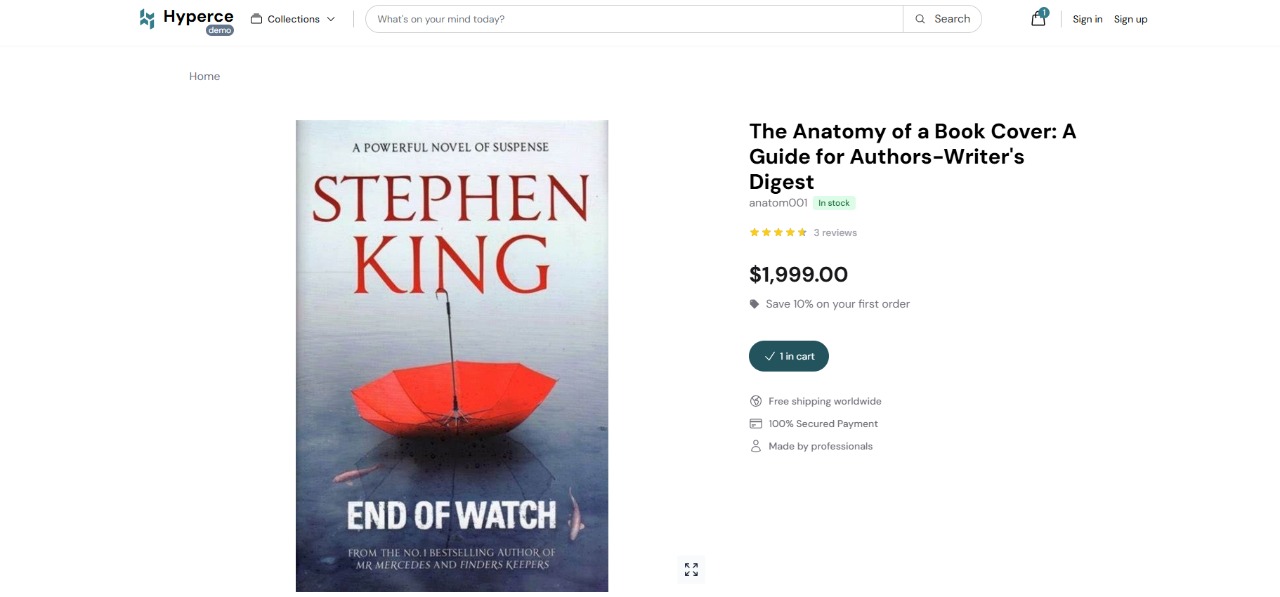 Hyperce
demo
Collections
What's on your mind today?
Search
1
Sign in
Sign up
Home
A POWERFUL NOVEL OF SUSPENSE
STEPHEN
KING
END OF WATCH
FROM THE NO.1 BESTSELLING AUTHOR OF
MR MERCEDES AND FINDERS KEEPERS
The Anatomy of a Book Cover: A
Guide for Authors-Writer's
Digest
anatom001 In stock
3 reviews
$1,999.00
Save 10% on your first order
1 in cart
Free shipping worldwide
100% Secured Payment
Made by professionals